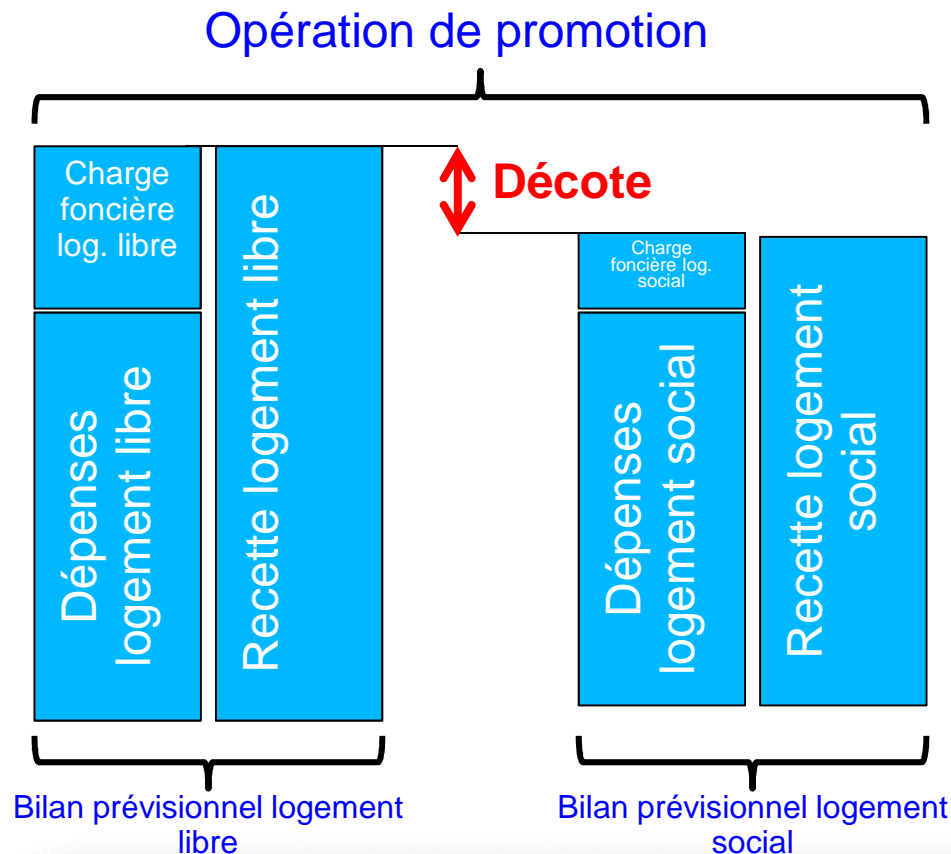 Opération de promotion
Charge
foncière
log. libre
Dépenses
logement libre
Recette logement libre
Décote
Charge
foncière log.
social
Dépenses
logement social
Recette logement
social
Bilan prévisionnel logement
libre
Bilan prévisionnel logement
social